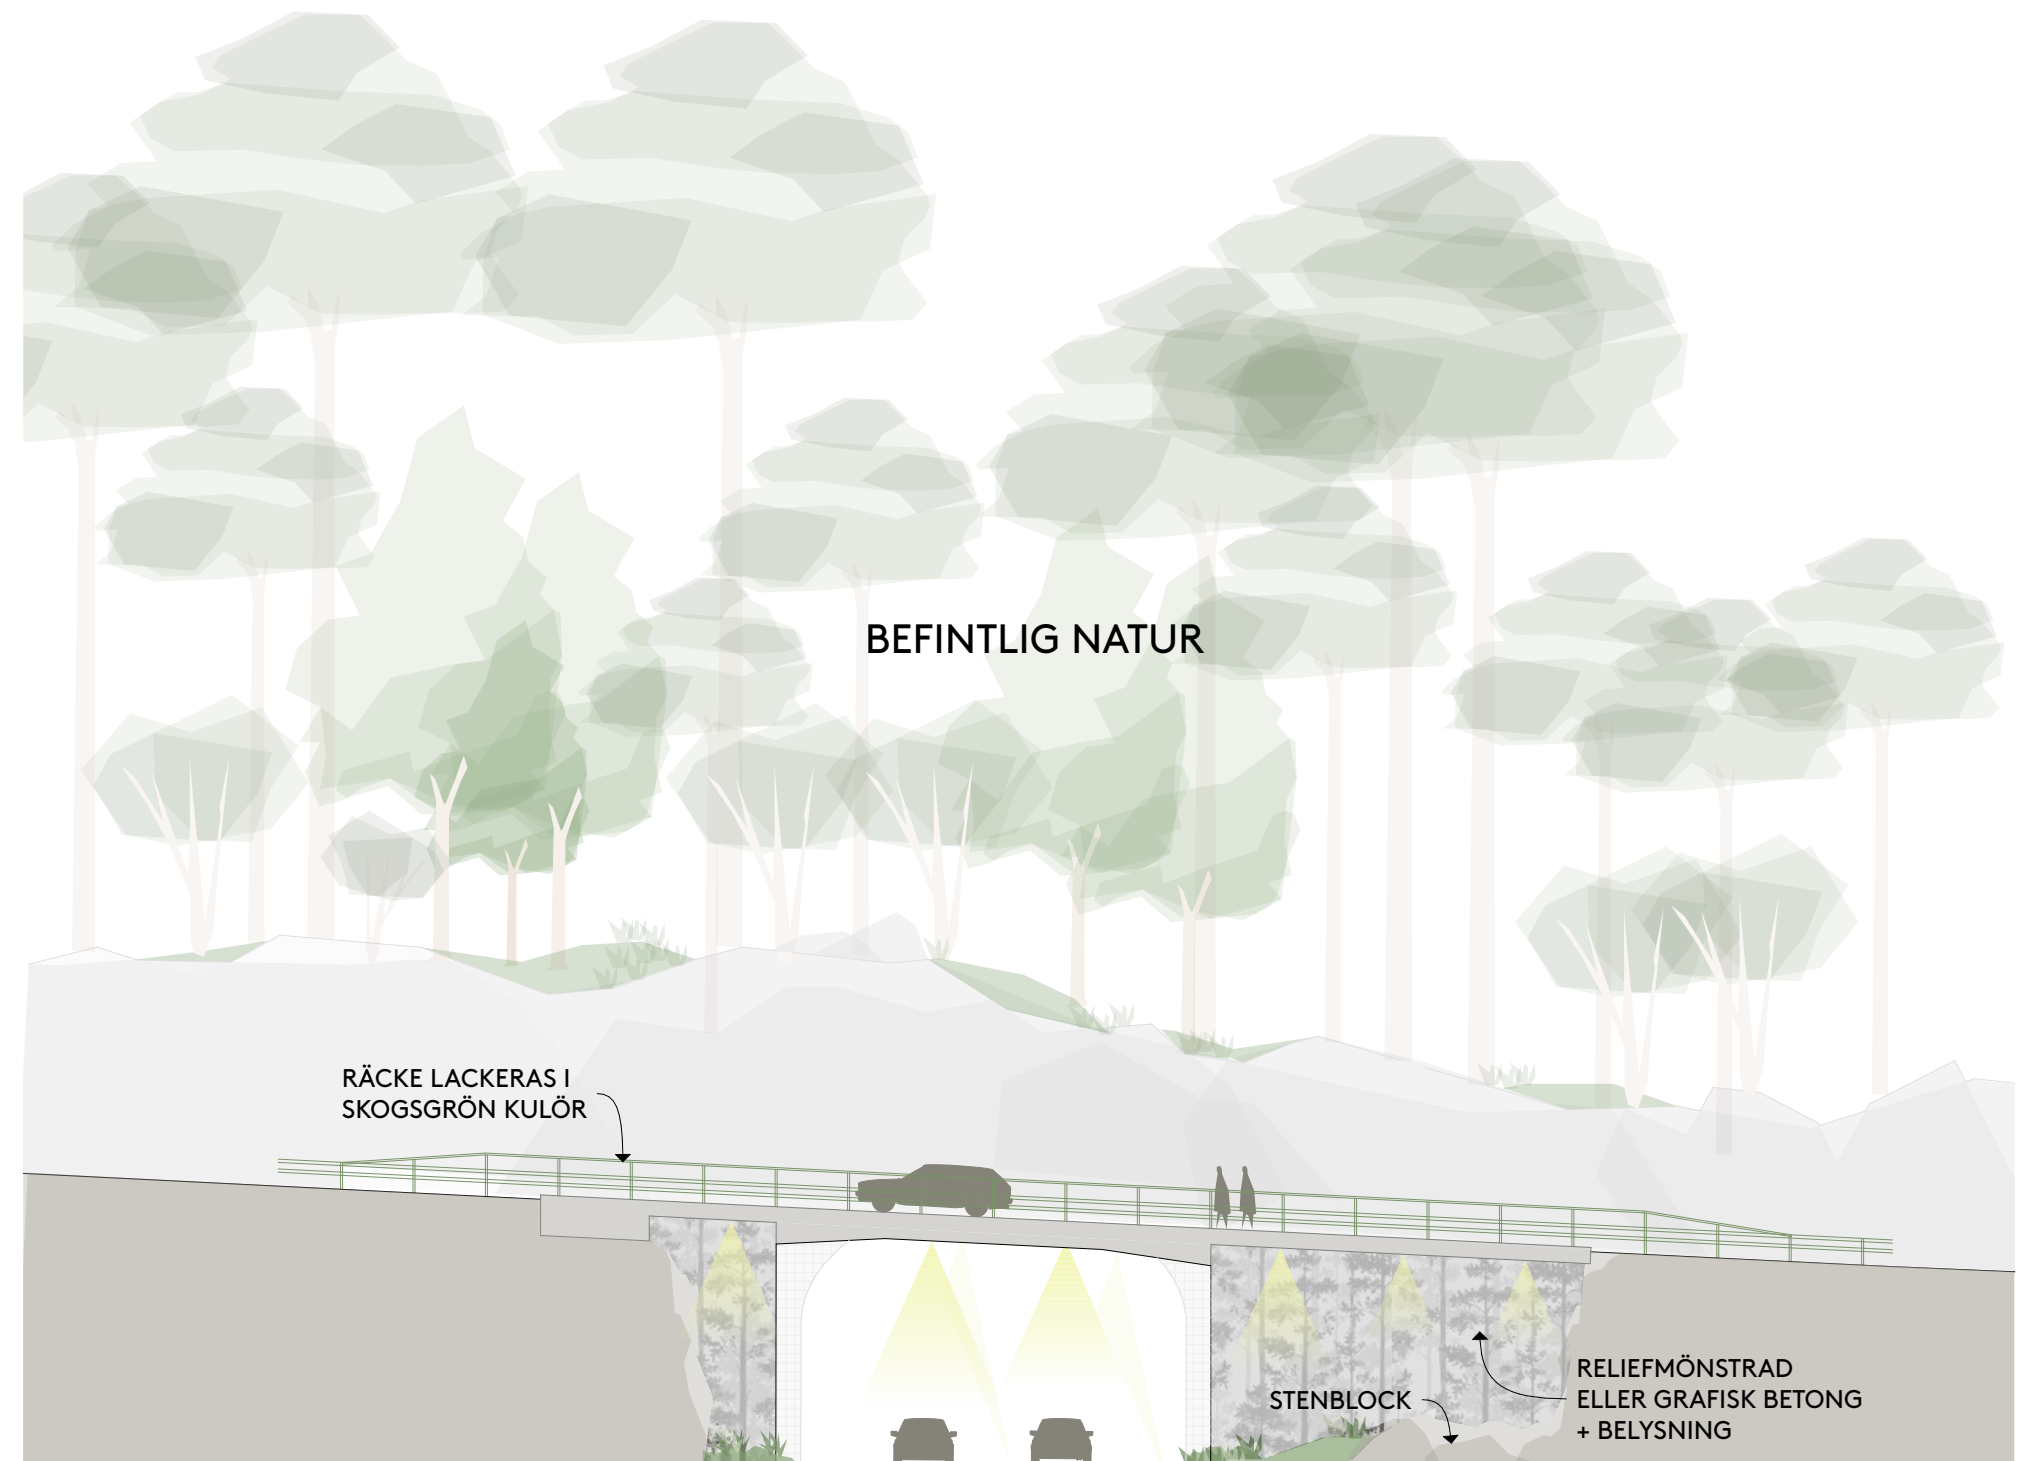 BEFINTLIG NATUR
RÄCKE LACKERAS I
SKOGSGRÖN KULÖR
STENBLOCK
RELIEFMÖNSTRAD
ELLER GRAFISK BETONG
+ BELYSNING